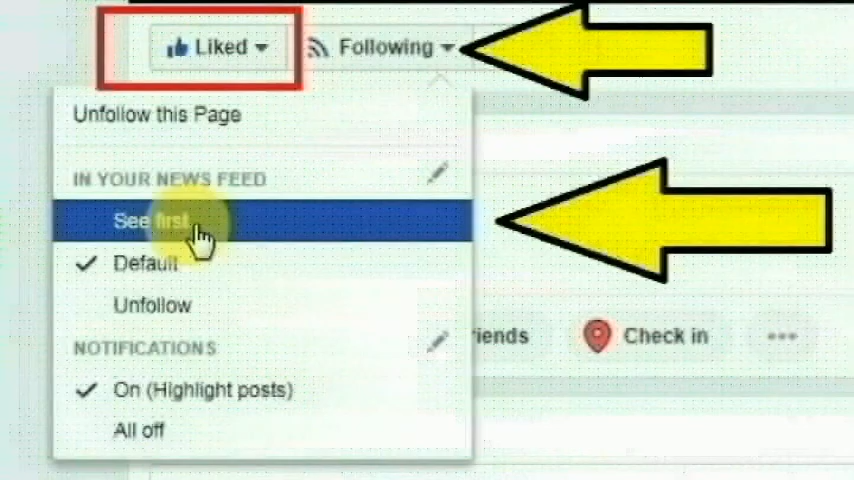 Liked Following
Unfollow this Page
IN YOUR NEWS FEED
See first
Default
Unfollow
NOTIFICATIONS
riends Check in
On (Highlight posts)
All off